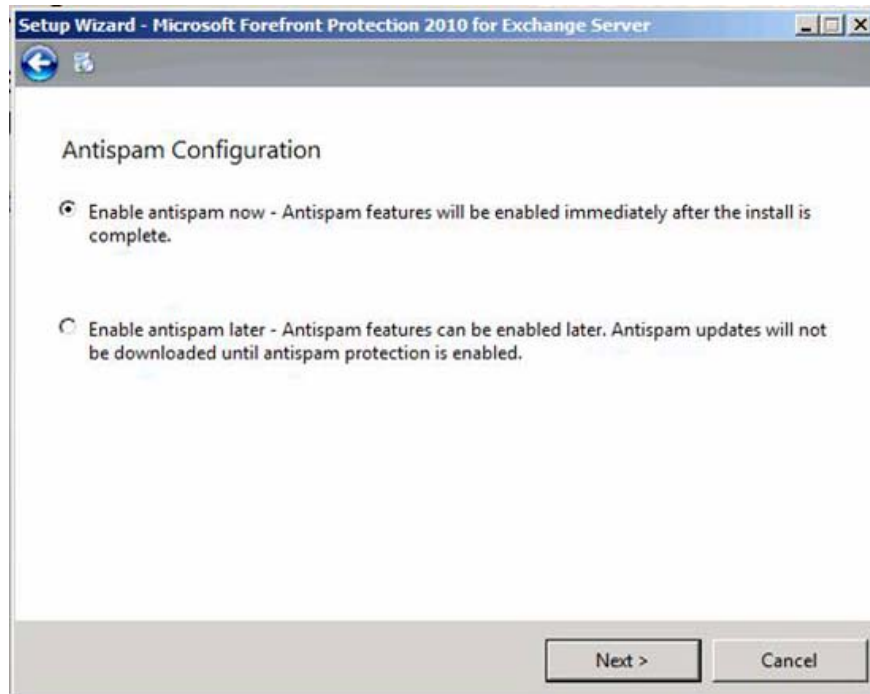 Setup Wizard - Microsoft Forefront Protection 2010 for Exchange Server
Antispam Configuration
Enable antispam now - Antispam features will be enabled immediately after the install is
complete.
Enable antispam later - Antispam features can be enabled later. Antispam updates will not
be downloaded until antispam protection is enabled.
Next >
Cancel